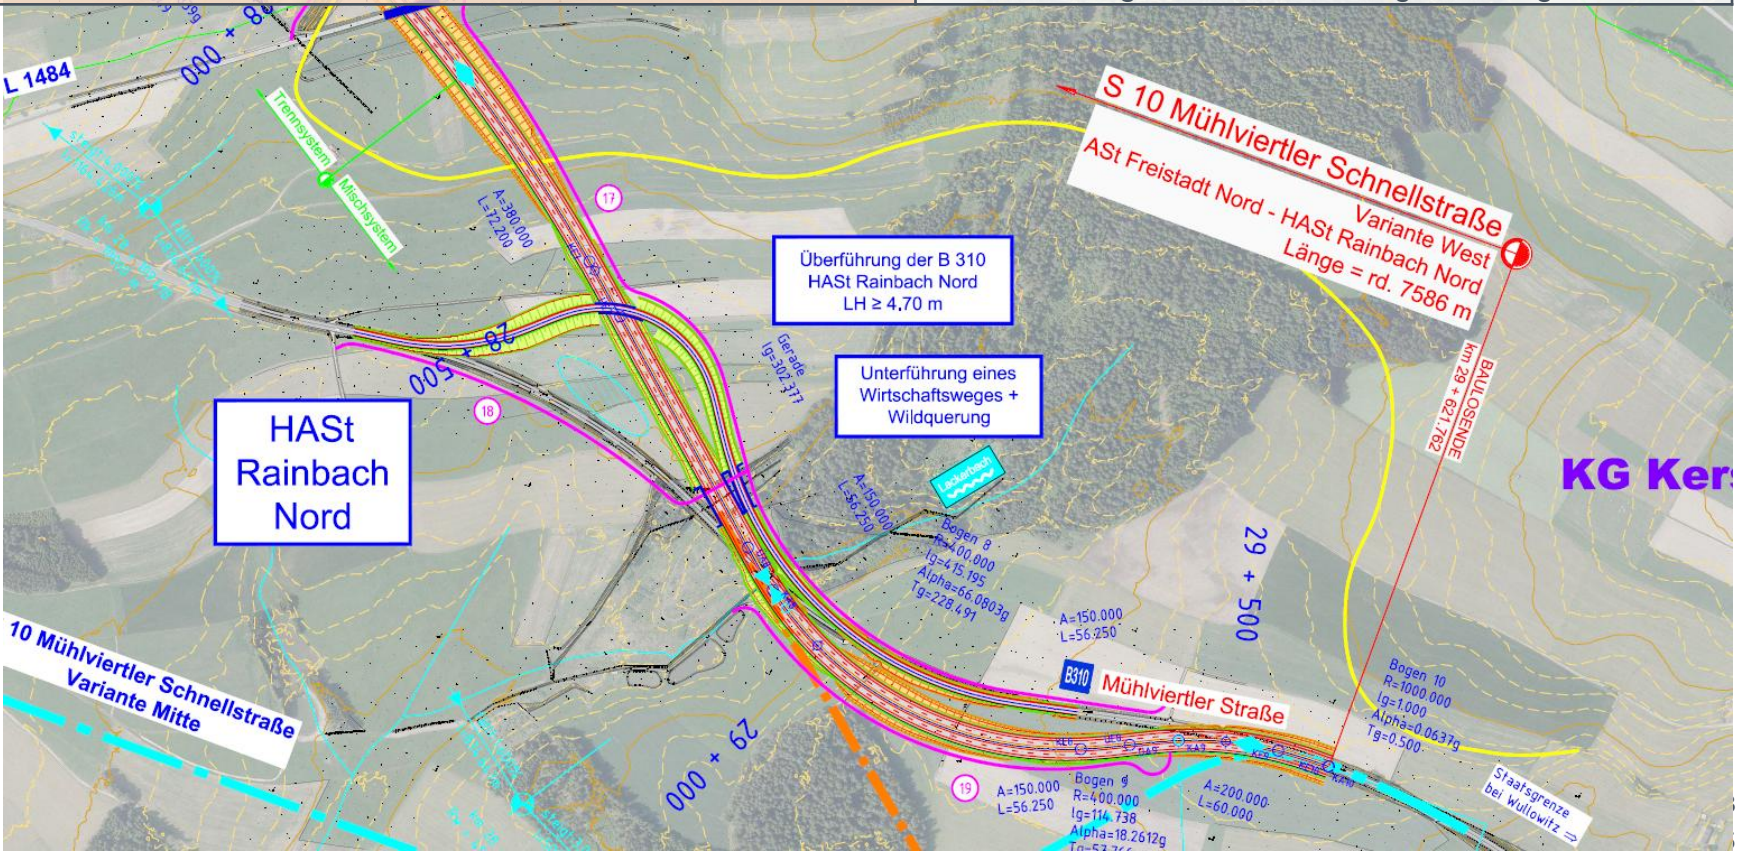 L 1484
000
+
8
Trennsystem
Mischsystem
A=380.000
L=72.200
17
S 10 Mühlviertler Schnellstraße
Variante West
ASt Freistadt Nord - HASt Rainbach Nord
Länge = rd. 7586 m
Überführung der B 310
HASt Rainbach Nord
LH ≥ 4,70 m
Gerade
lg=302.377
28 + 500
18
HASt
Rainbach
Nord
Unterführung eines
Wirtschaftsweges +
Wildquerung
BAULOSENDE
km 29 + 621.762
KG Kers
Lackerbach
A=150.000
L=56.250
Bogen 8
R=400.000
lg=415.195
Alpha=66.0803g
Tg=228.491
29 + 500
A=150.000
L=56.250
10 Mühlviertler Schnellstraße
Variante Mitte
B310
Mühlviertler Straße
Bogen 10
R=1000.000
lg=1.000
Alpha=0.0637g
Tg=0.500
29 + 000
KA9
KA10
19
A=150.000
L=56.250
Bogen 9
R=400.000
lg=114.738
Alpha=18.2612g
A=200.000
L=60.000
Staatsgrenze
bei Wullowitz ⇒